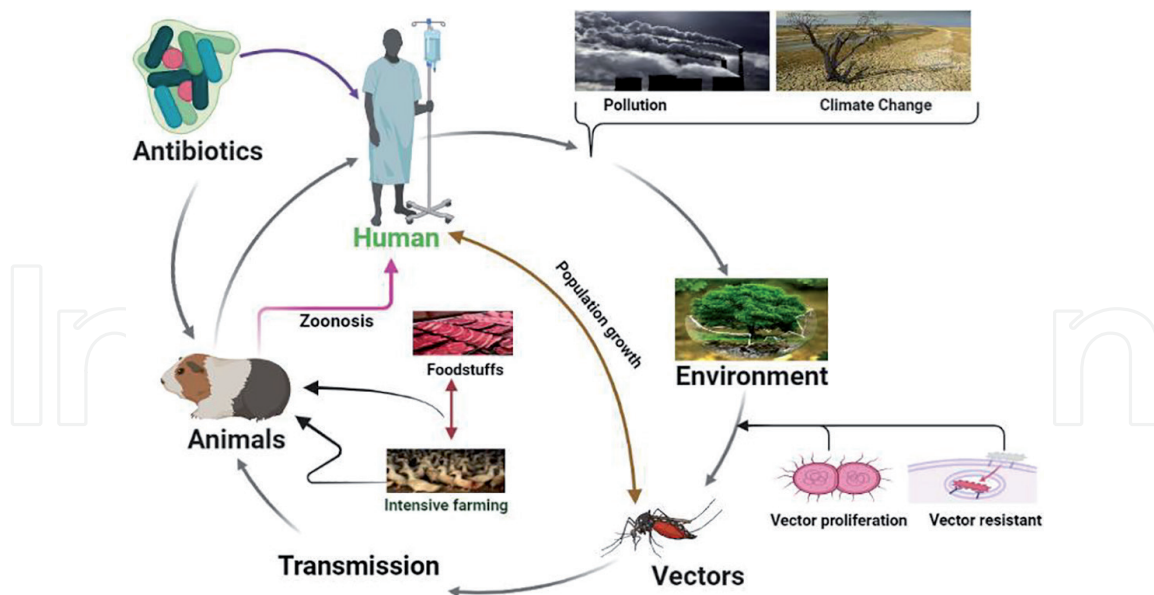 Pollution
Climate Change
Antibiotics
Human
Population growth
Zoonosis
Foodstuffs
Environment
Animals
Intensive farming
Vector proliferation
Vector resistant
Transmission
Vectors